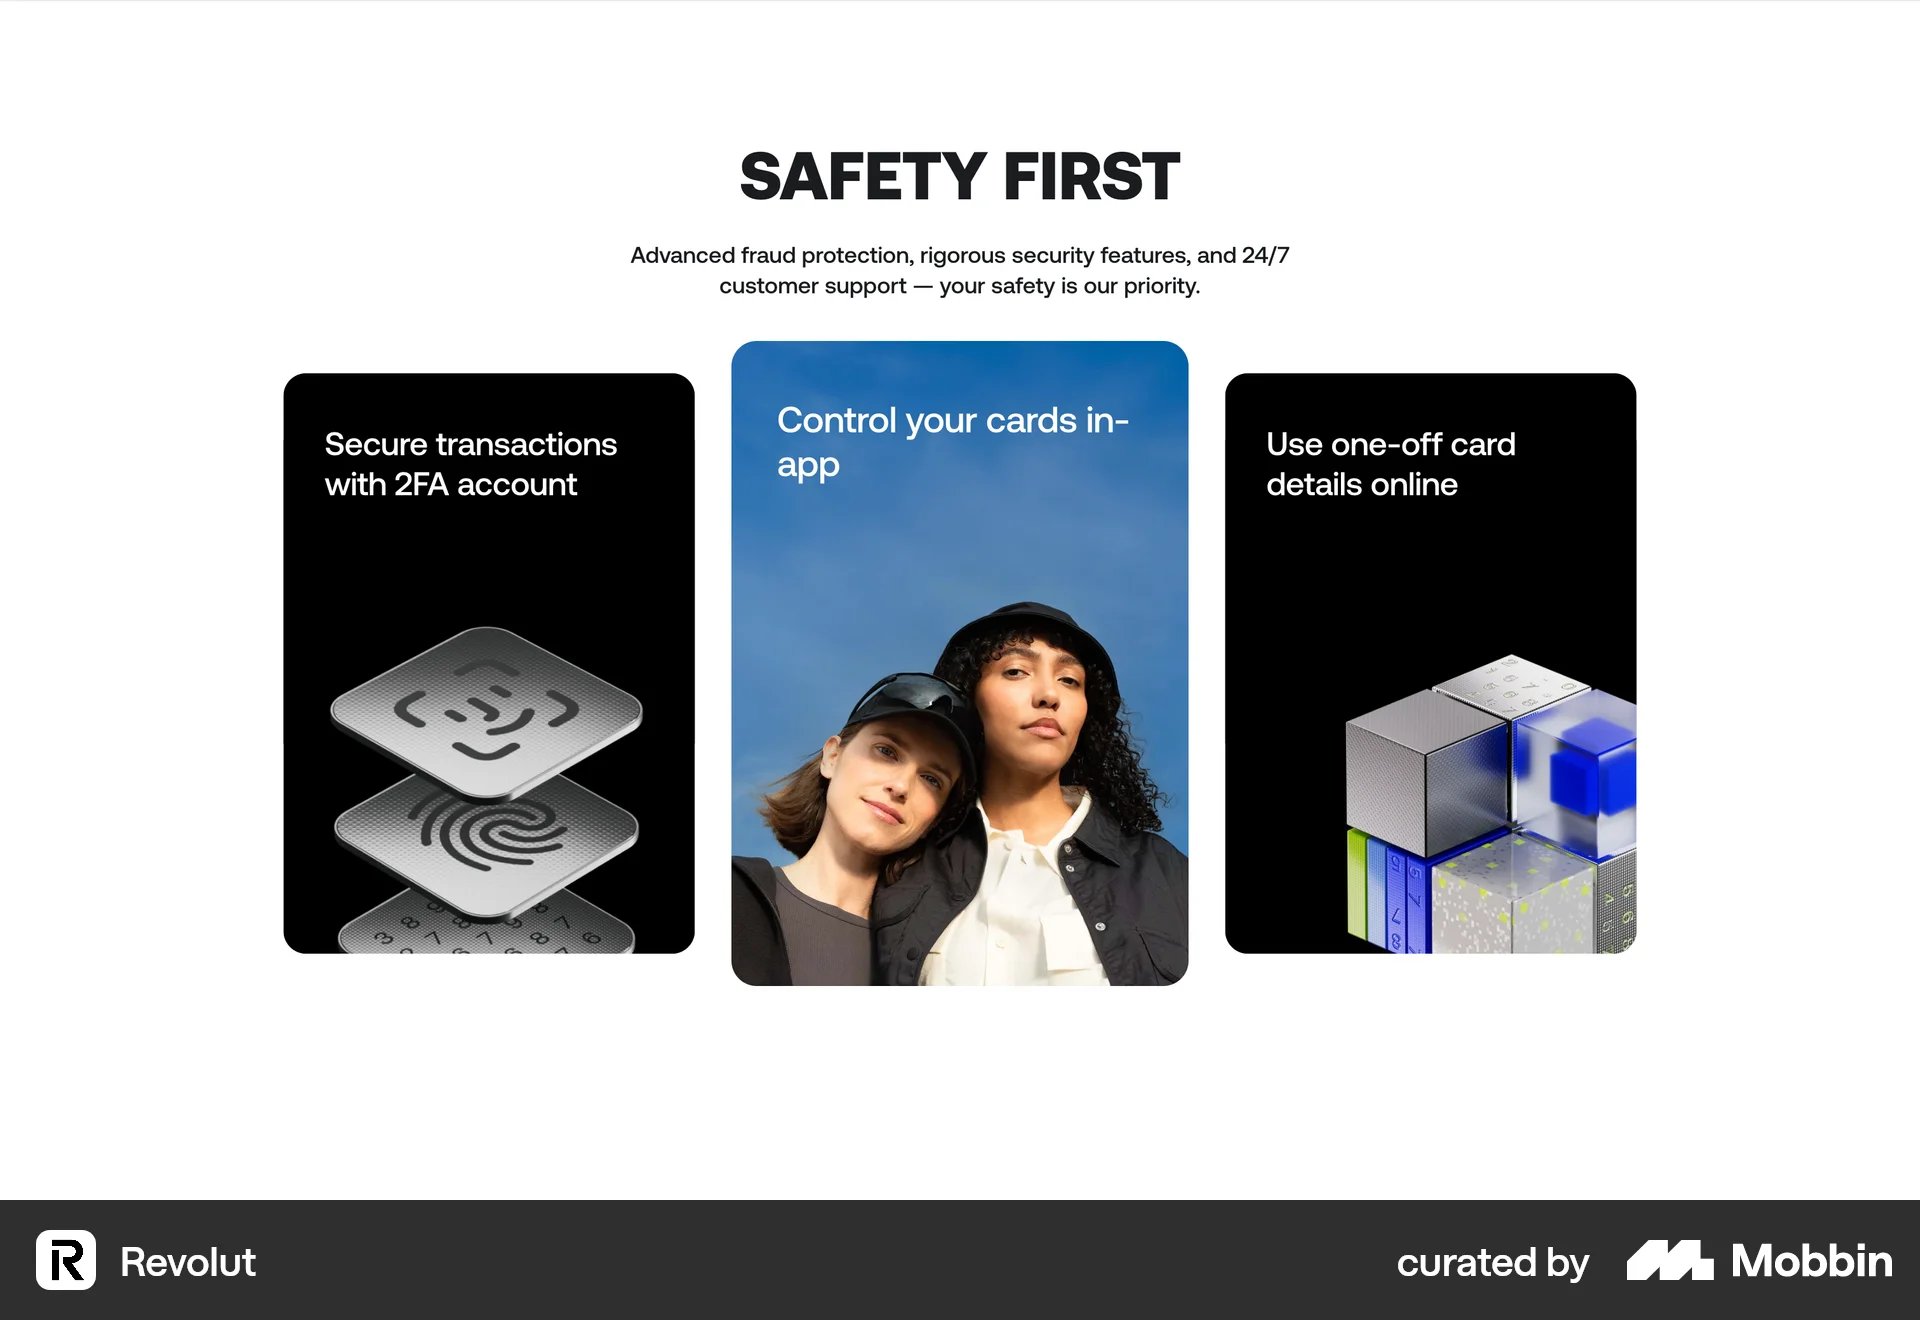 SAFETY FIRST
Advanced fraud protection, rigorous security features, and 24/7
customer support — your safety is our priority.
Secure transactions
with 2FA account
Control your cards in-
app
Use one-off card
details online
Revolut
curated by Mobbin